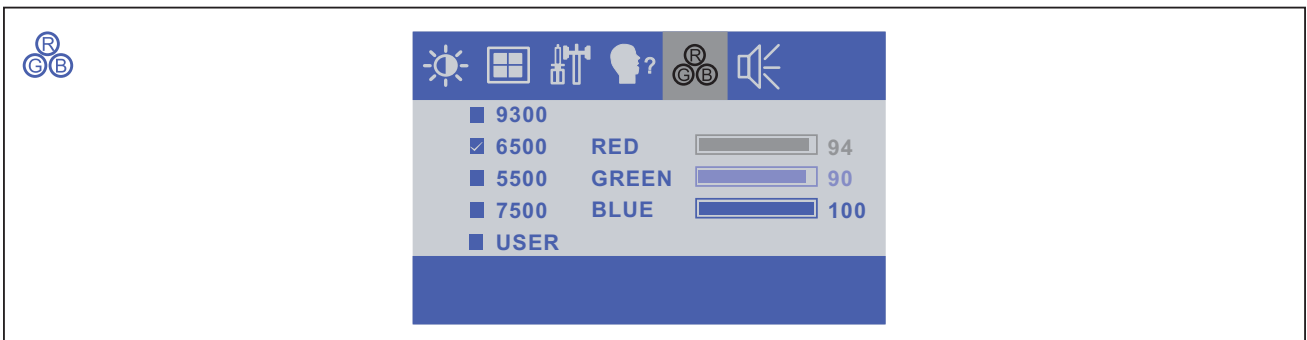 R
G B
?
R
G B
9300
6500 RED 94
5500 GREEN 90
7500 BLUE 100
USER